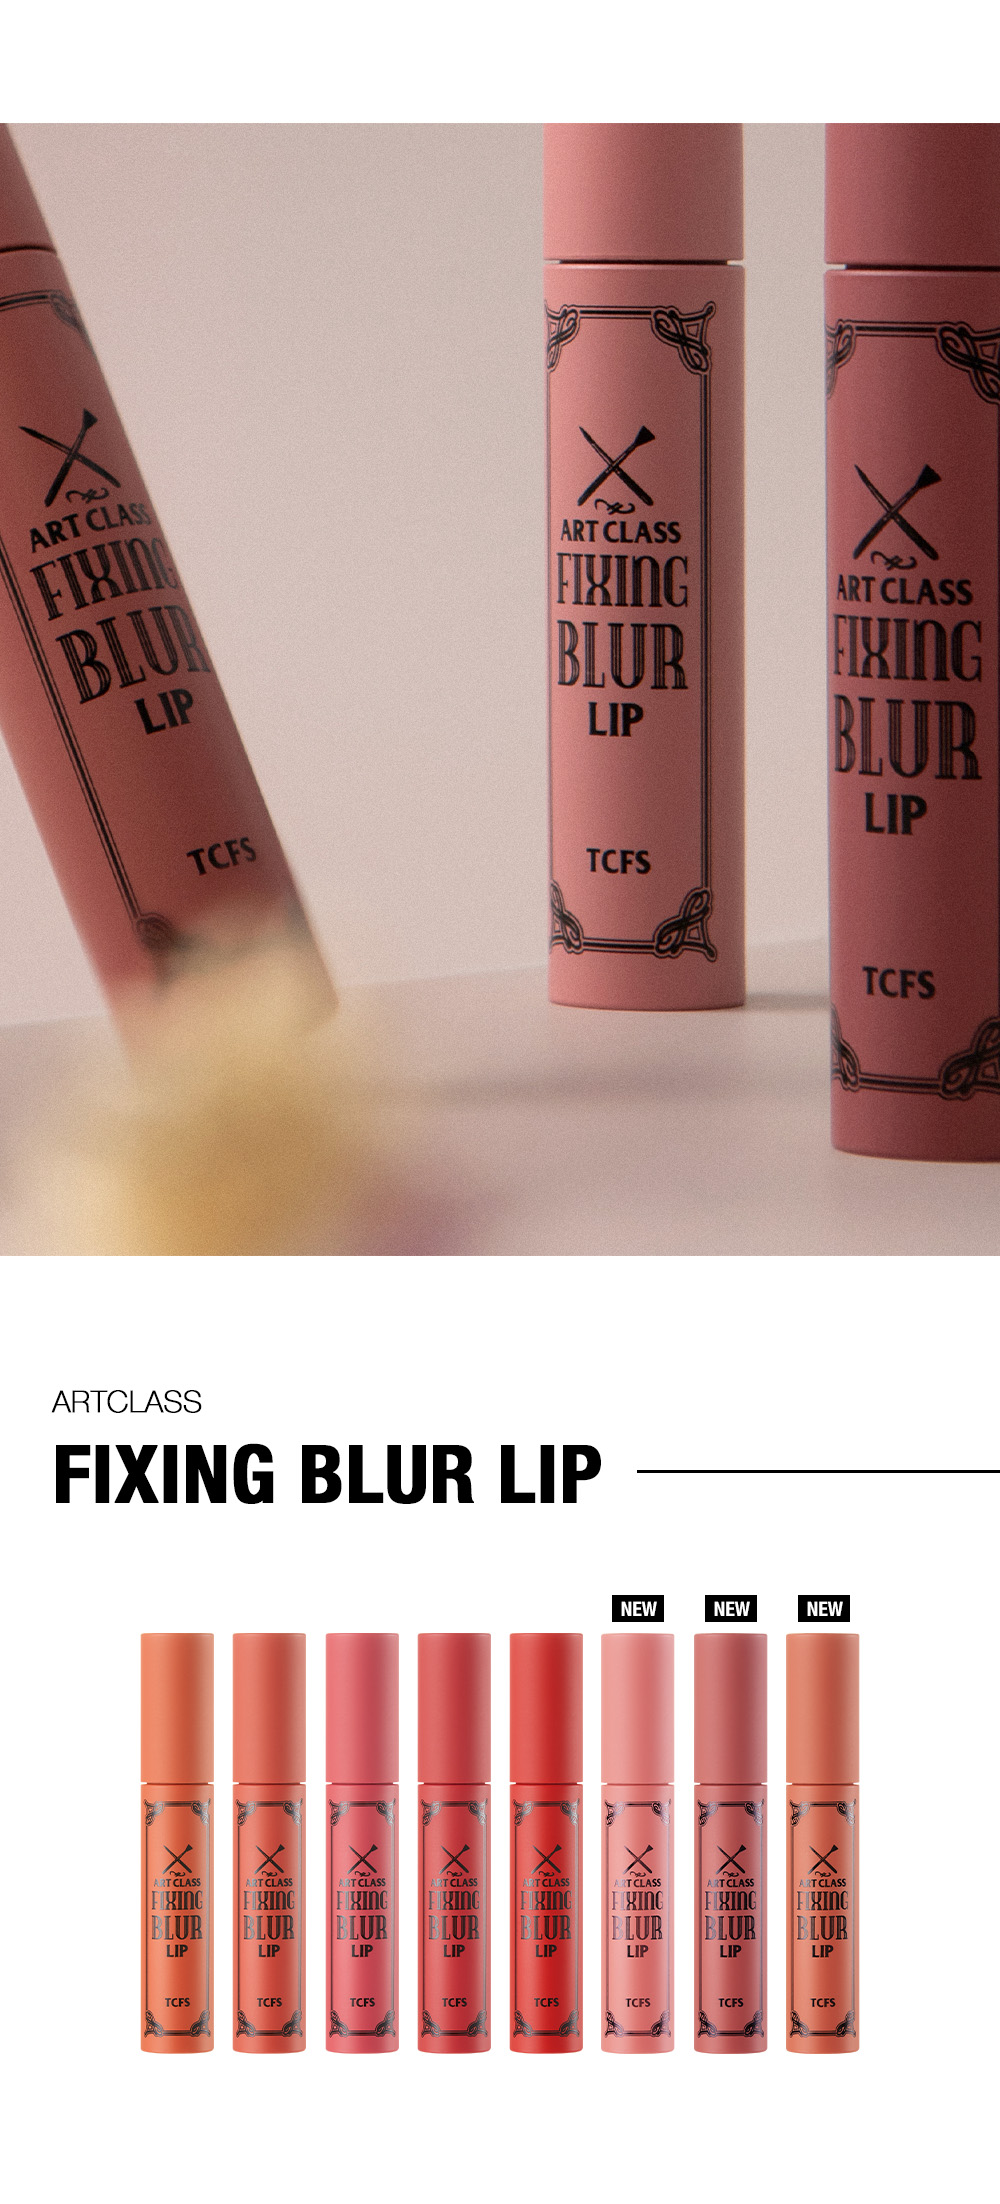 ART CLASS
FIXING
BLUR
LIP
TCFS
ART CLASS
FIXING
BLUR
LIP
TCFS
ART CLASS
FIXING
BLUR
LIP
TCFS
ARTCLASS
FIXING BLUR LIP
NEW NEW NEW
ART CLASS ART CLASS ART CLASS ART CLASS ART CLASS ART CLASS ART CLASS ART CLASS
FIXING FIXING FIXING FIXING FIXING FIXING FIXING FIXING
BLUR BLUR BLUR BLUR BLUR BLUR BLUR BLUR
LIP LIP LIP LIP LIP LIP LIP LIP
TCFS TCFS TCFS TCFS TCFS TCFS TCFS TCFS